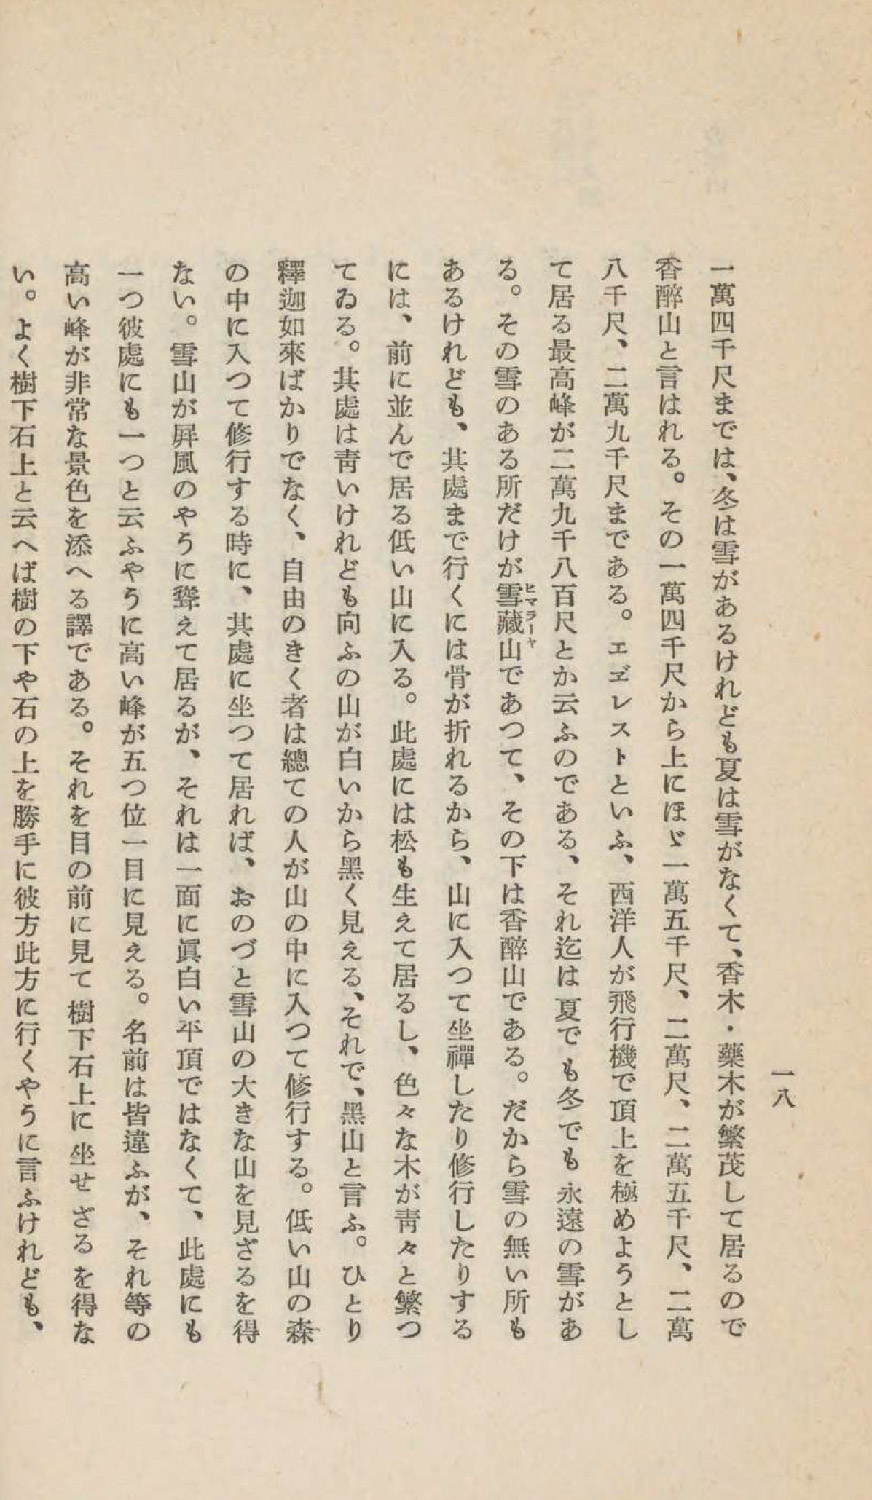 一八
一萬四千尺までは、冬は雪があるけれども夏は雪がなくて、香木・藥木が繁茂して居るので
香醉山と言はれる。その一萬四千尺から上にほゞ一萬五千尺、二萬尺、二萬五千尺、二萬
八千尺、二萬九千尺まである。エヹレストといふ、西洋人が飛行機で頂上を極めようとし
て居る最高峰が二萬九千八百尺とか云ふのである、それ迄は夏でも冬でも永遠の雪があ
る。その雪のある所だけが雪藏山ヒマラーヤであつて、その下は香醉山である。だから雪の無い所も
あるけれども、其處まで行くには骨が折れるから、山に入つて坐禪したり修行したりする
には、前に並んで居る低い山に入る。此處には松も生えて居るし、色々な木が靑々と繁つ
てゐる。其處は靑いけれども向ふの山が白いから黑く見える、それで、黑山と言ふ。ひとり
釋迦如來ばかりでなく、自由のきく者は總ての人が山の中に入つて修行する。低い山の森
の中に入つて修行する時に、其處に坐つて居れば、おのづと雪山の大きな山を見ざるを得
ない。雪山が屛風のやうに聳えて居るが、それは一面に眞白い平頂ではなくて、此處にも
一つ彼處にも一つと云ふやうに高い峰が五つ位一目に見える。名前は皆違ふが、それ等の
高い峰が非常な景色を添へる譯である。それを目の前に見て樹下石上に坐せざるを得な
い。よく樹下石上と云へば樹の下や石の上を勝手に彼方此方に行くやうに言ふけれども、